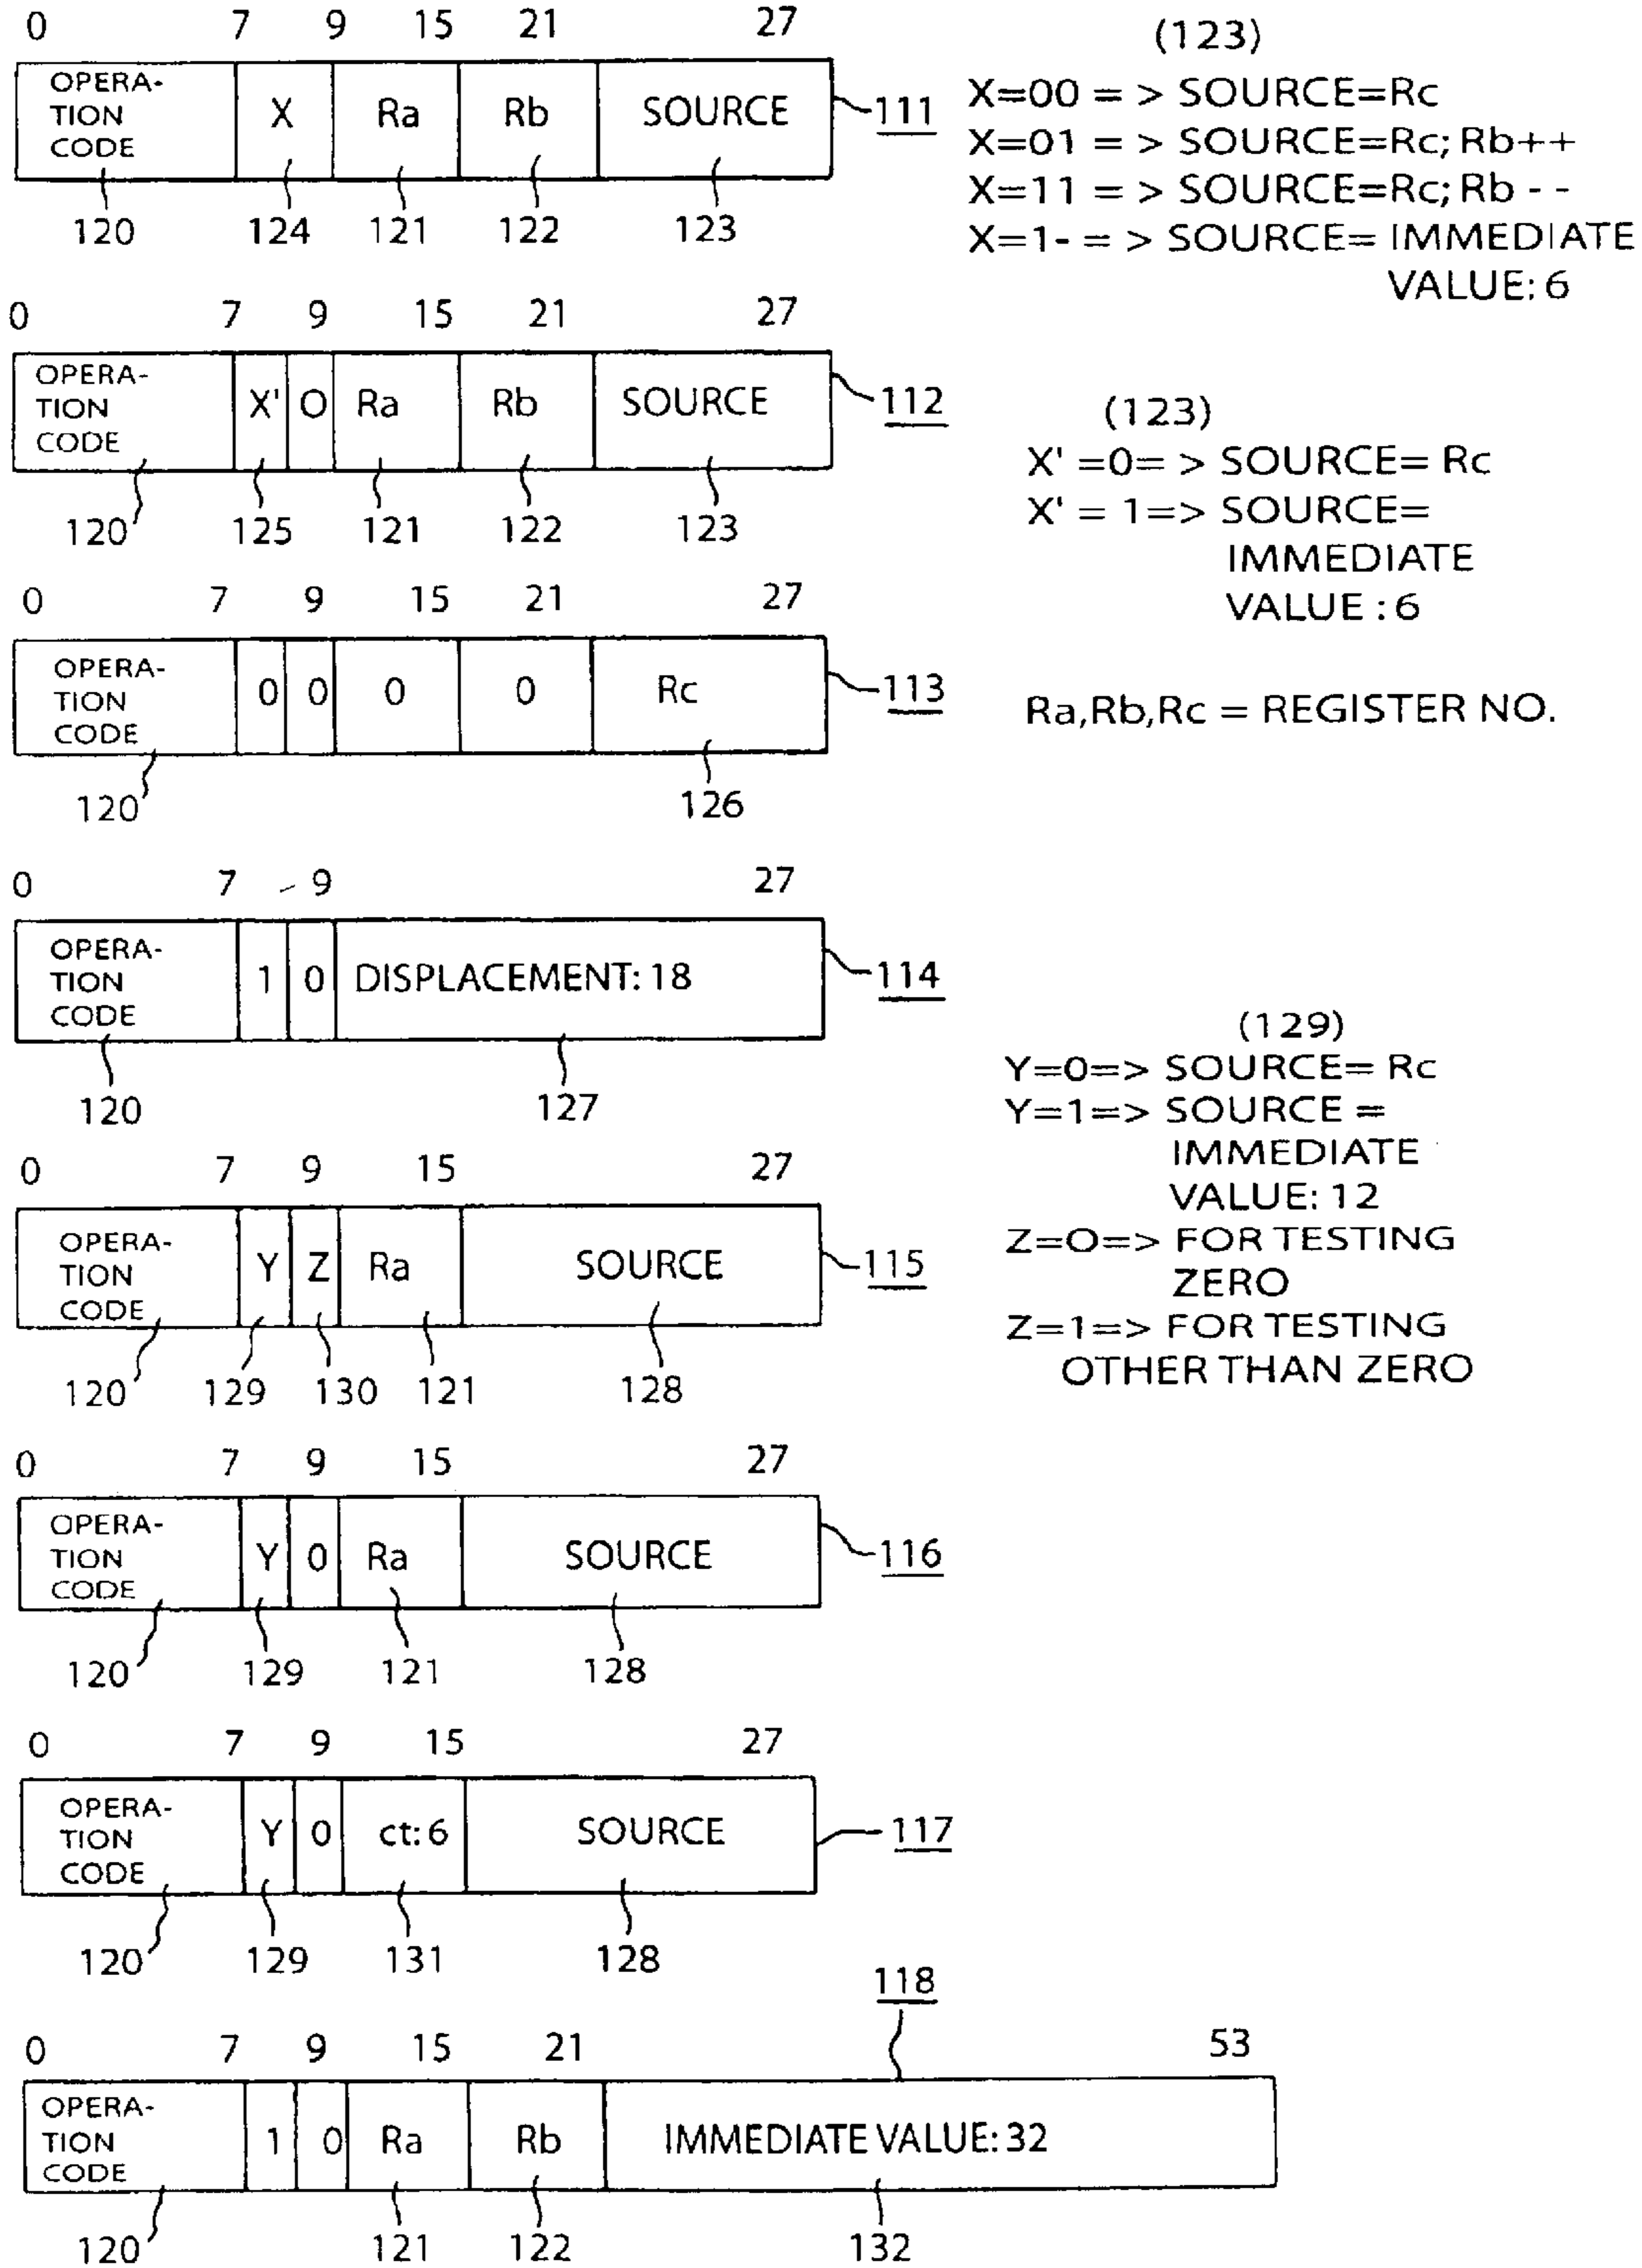 0 7 9 15 21 27
OPERA-
TION
CODE
X Ra Rb SOURCE 111
120 124 121 122 123
(123)
X=00 = > SOURCE=Rc
X=01 = > SOURCE=Rc; Rb++
X=11 = > SOURCE=Rc; Rb - -
X=1- = > SOURCE= IMMEDIATE
VALUE: 6
0 7 9 15 21 27
OPERA-
TION
CODE
X' O Ra Rb SOURCE 112
120 125 121 122 123
(123)
X' =0= > SOURCE= Rc
X' = 1=> SOURCE=
IMMEDIATE
VALUE : 6
0 7 9 15 21 27
OPERA-
TION
CODE
0 0 0 0 Rc 113
120 126
Ra,Rb,Rc = REGISTER NO.
0 7 9 27
OPERA-
TION
CODE
1 0 DISPLACEMENT: 18 114
120 127
(129)
Y=0=> SOURCE= Rc
Y=1=> SOURCE =
IMMEDIATE
VALUE: 12
Z=O=> FOR TESTING
ZERO
Z=1=> FOR TESTING
OTHER THAN ZERO
0 7 9 15 27
OPERA-
TION
CODE
Y Z Ra SOURCE 115
120 129 130 121 128
0 7 9 15 27
OPERA-
TION
CODE
Y 0 Ra SOURCE 116
120 129 121 128
0 7 9 15 27
OPERA-
TION
CODE
Y 0 ct: 6 SOURCE 117
120 129 131 128
118
0 7 9 15 21 53
OPERA-
TION
CODE
1 0 Ra Rb IMMEDIATE VALUE: 32
120 121 122 132